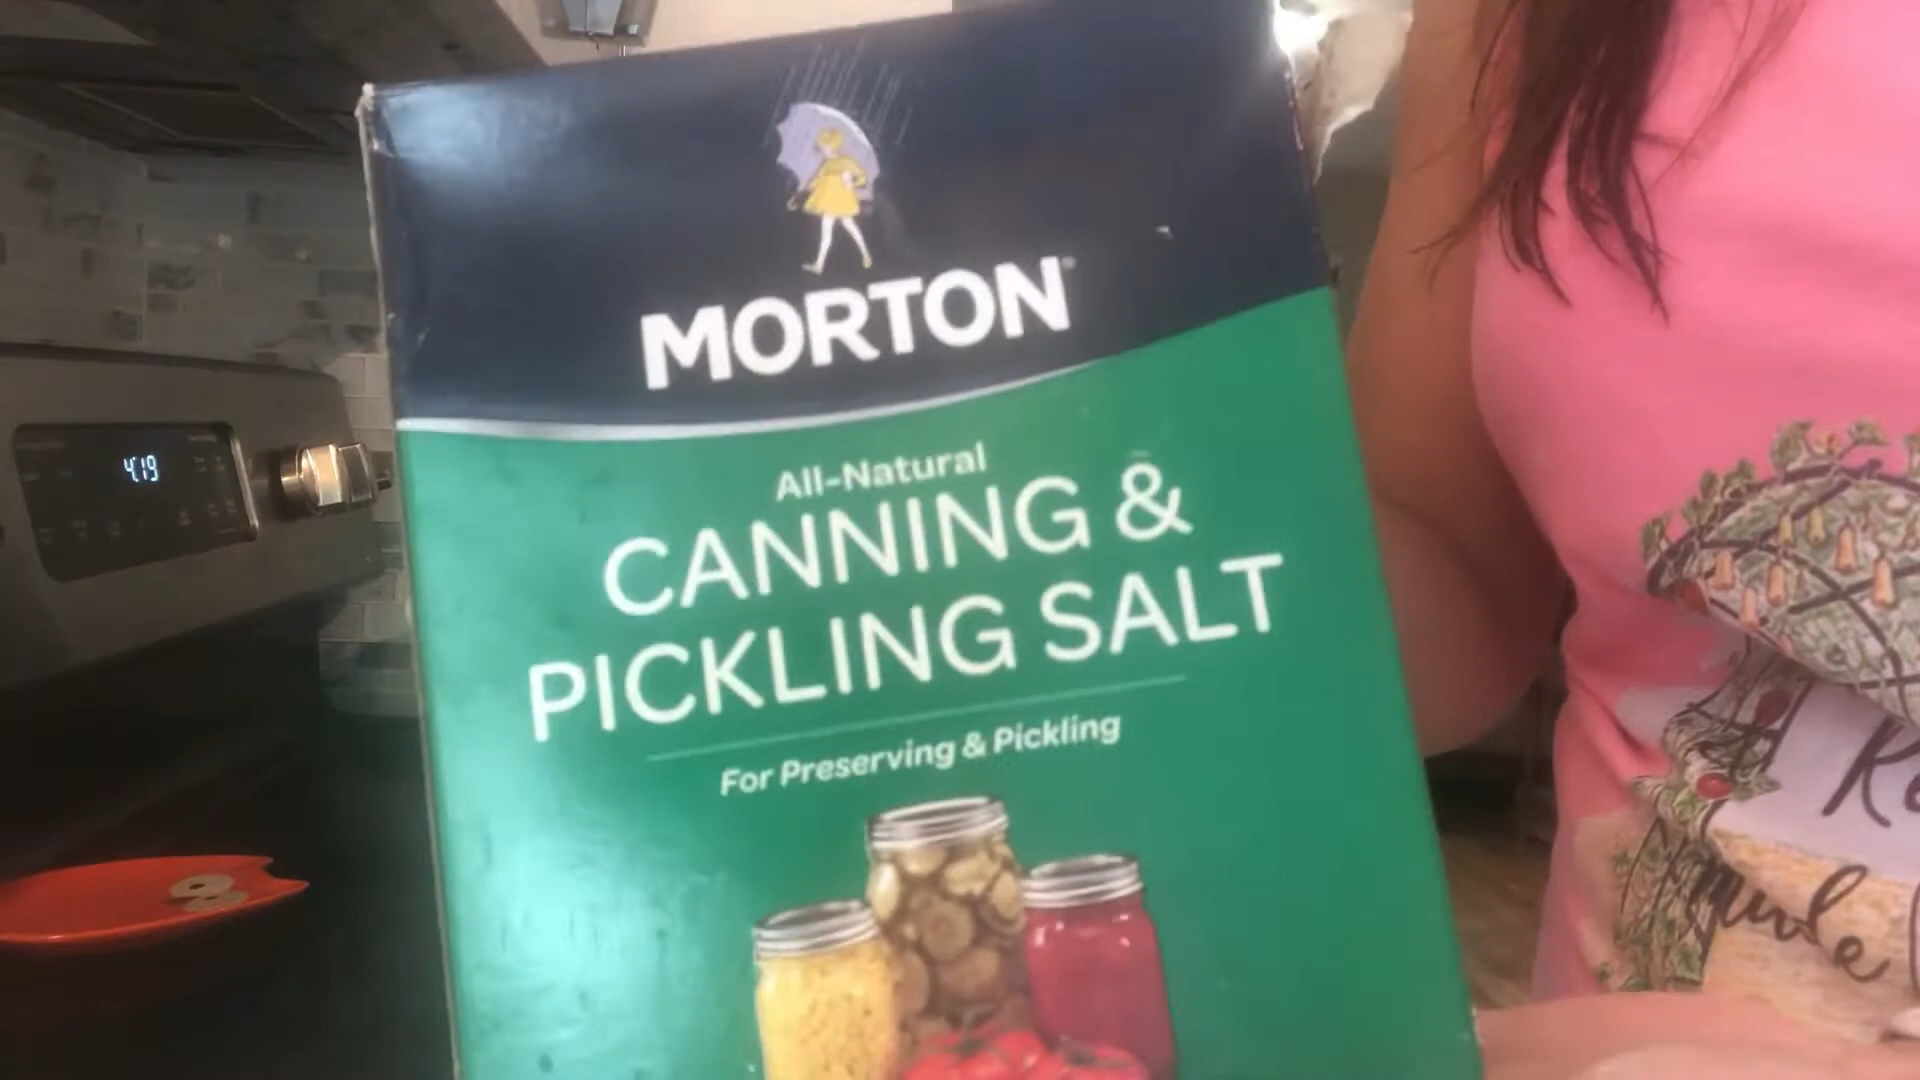 MORTON
All-Natural
CANNING &
PICKLING SALT
For Preserving & Pickling
4:19